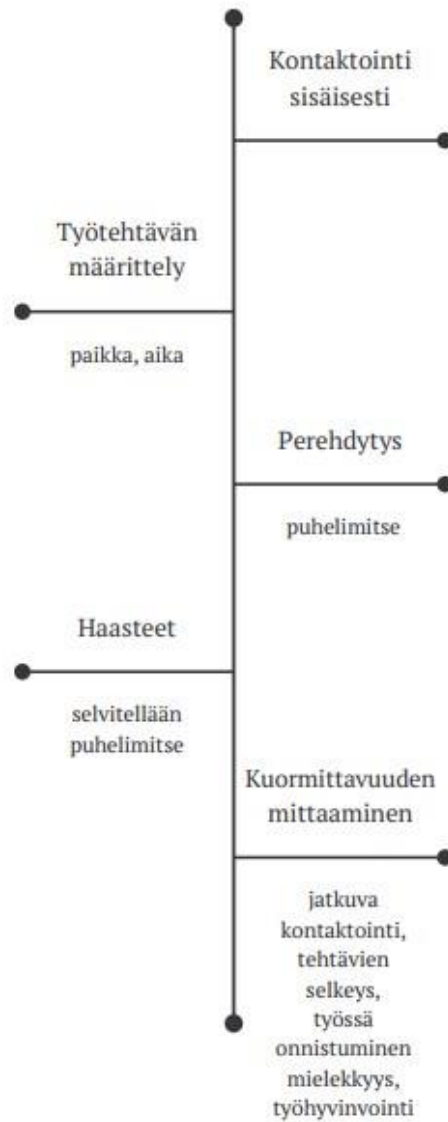 Kontaktointi
sisäisesti
Työtehtävän
määrittely
paikka, aika
Perehdytys
puhelimitse
Haasteet
selvitellään
puhelimitse
Kuormittavuuden
mittaaminen
jatkuva
kontaktointi,
tehtävien
selkeys,
työssä
onnistuminen
mielekkyys,
työhyvinvointi